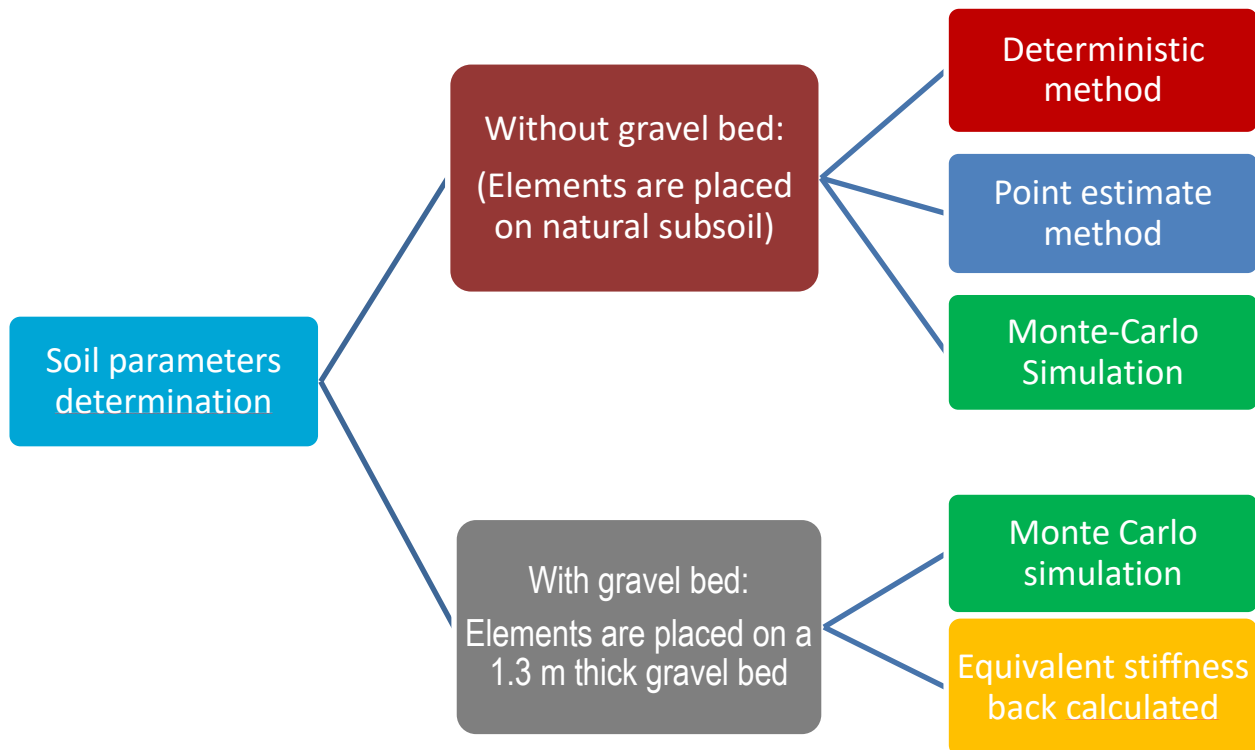 Soil parameters
determination
Without gravel bed:
(Elements are placed
on natural subsoil)
Deterministic
method
Point estimate
method
Monte-Carlo
Simulation
With gravel bed:
Elements are placed on a
1.3 m thick gravel bed
Monte Carlo
simulation
Equivalent stiffness
back calculated